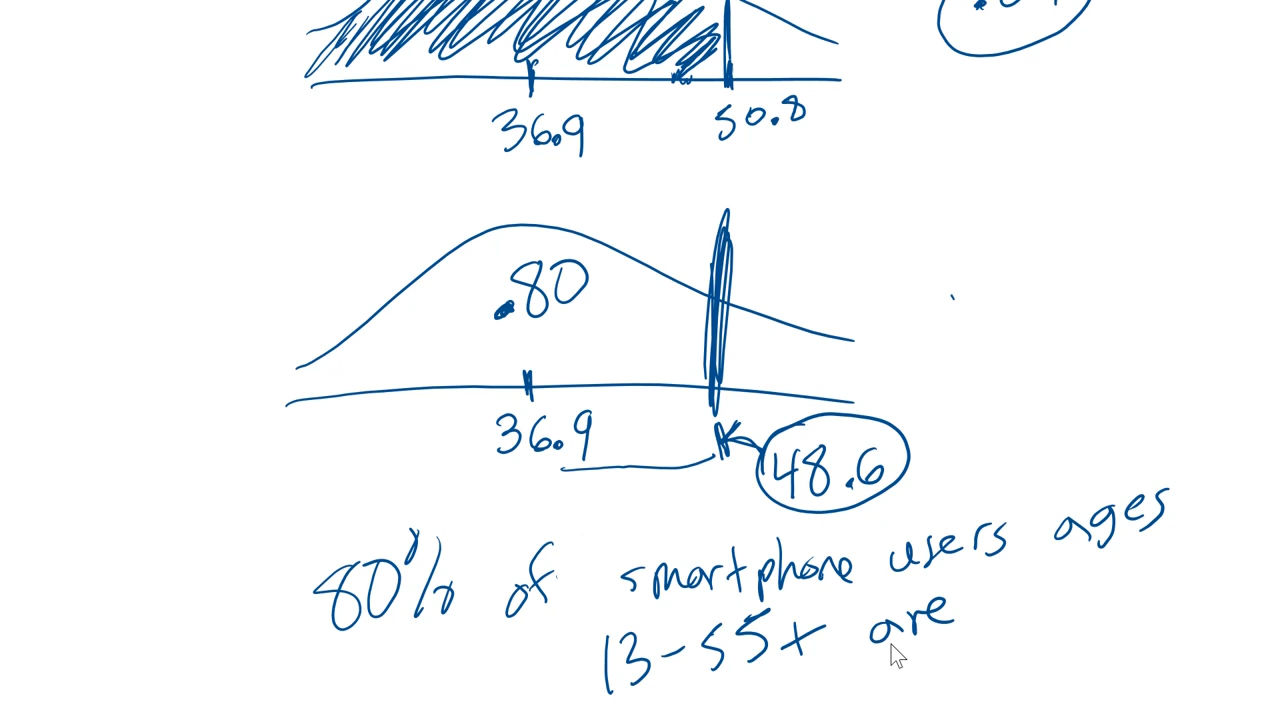 36.9 50.8
.80
36.9
48.6
80% of smartphone users ages
13-55+ are